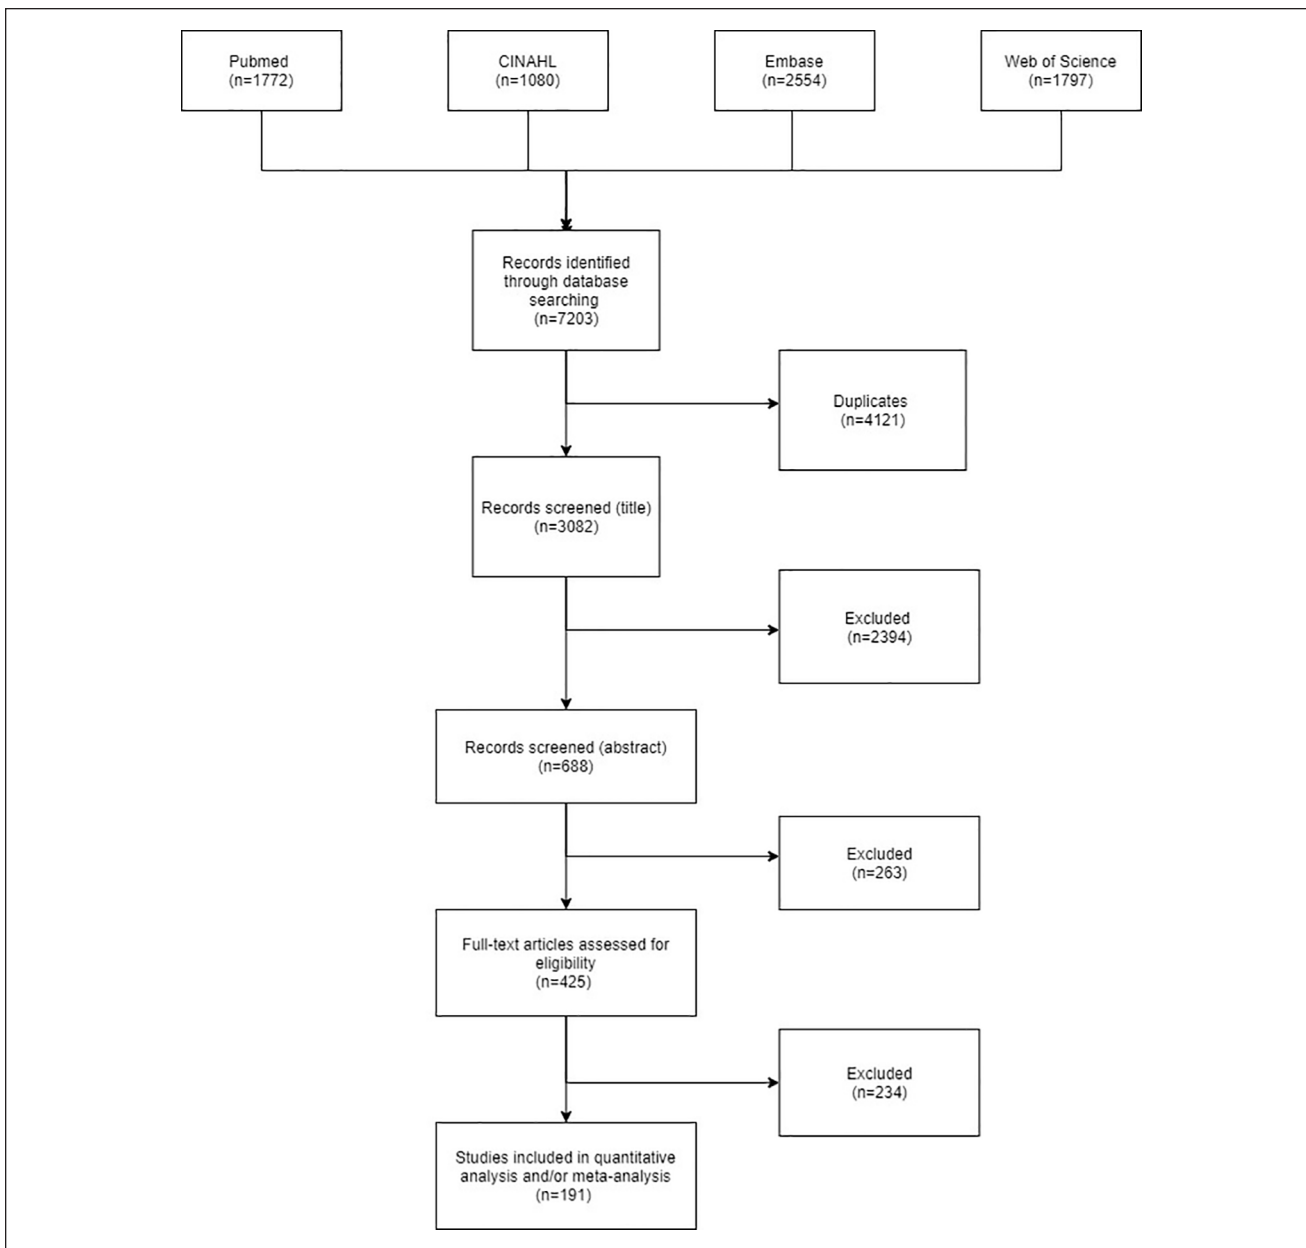 Pubmed
(n=1772)
CINAHL
(n=1080)
Embase
(n=2554)
Web of Science
(n=1797)
Records identified
through database
searching
(n=7203)
Duplicates
(n=4121)
Records screened (title)
(n=3082)
Excluded
(n=2394)
Records screened (abstract)
(n=688)
Excluded
(n=263)
Full-text articles assessed for
eligibility
(n=425)
Excluded
(n=234)
Studies included in quantitative
analysis and/or meta-analysis
(n=191)